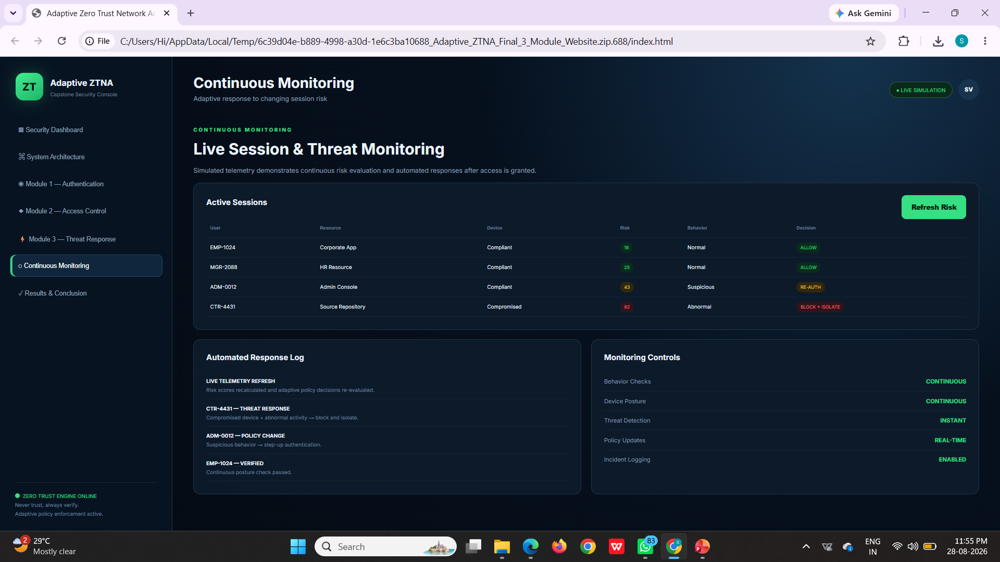 Adaptive Zero Trust Network Ac
Ask Gemini
File
C:/Users/Hi/AppData/Local/Temp/6c39d04e-b889-4998-a30d-1e6c3ba10688_Adaptive_ZTNA_Final_3_Module_Website.zip.688/index.html
S
ZT
Adaptive ZTNA
Capstone Security Console
Security Dashboard
System Architecture
Module 1 — Authentication
Module 2 — Access Control
Module 3 — Threat Response
Continuous Monitoring
Results & Conclusion
ZERO TRUST ENGINE ONLINE
Never trust, always verify.
Adaptive policy enforcement active.
Continuous Monitoring
Adaptive response to changing session risk
LIVE SIMULATION
SV
CONTINUOUS MONITORING
Live Session & Threat Monitoring
Simulated telemetry demonstrates continuous risk evaluation and automated responses after access is granted.
Active Sessions
Refresh Risk
User Resource Device Risk Behavior Decision
EMP-1024 Corporate App Compliant 18 Normal ALLOW
MGR-2088 HR Resource Compliant 25 Normal ALLOW
ADM-0012 Admin Console Compliant 43 Suspicious RE-AUTH
CTR-4431 Source Repository Compromised 82 Abnormal BLOCK + ISOLATE
Automated Response Log
LIVE TELEMETRY REFRESH
Risk scores recalculated and adaptive policy decisions re-evaluated.
CTR-4431 — THREAT RESPONSE
Compromised device + abnormal activity → block and isolate.
ADM-0012 — POLICY CHANGE
Suspicious behavior → step-up authentication.
EMP-1024 — VERIFIED
Continuous posture check passed.
Monitoring Controls
Behavior Checks CONTINUOUS
Device Posture CONTINUOUS
Threat Detection INSTANT
Policy Updates REAL-TIME
Incident Logging ENABLED
2
29°C
Mostly clear
Search
83
S
P
ENG
IN
11:55 PM
28-08-2026